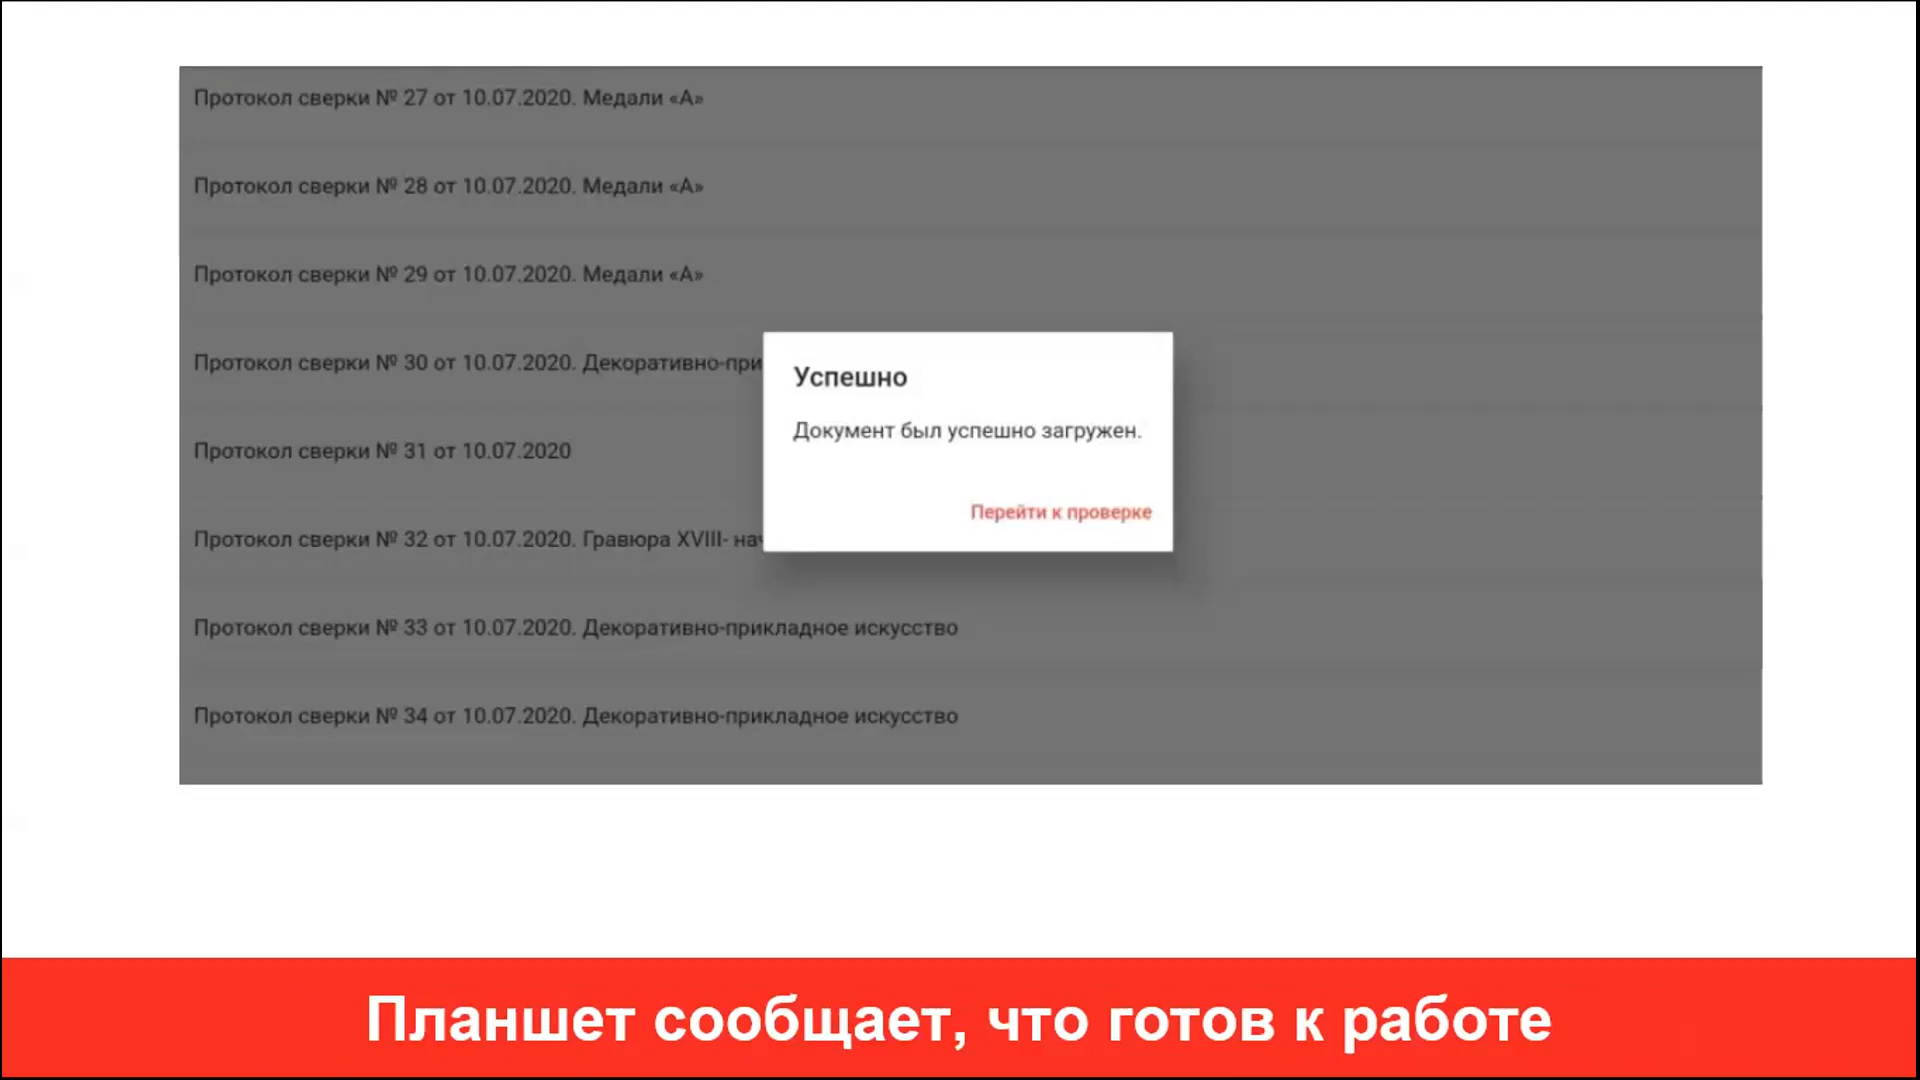 Протокол сверки № 27 от 10.07.2020. Медали «А»
Протокол сверки № 28 от 10.07.2020. Медали «А»
Протокол сверки № 29 от 10.07.2020. Медали «А»
Протокол сверки № 30 от 10.07.2020. Декоративно-при
Успешно
Документ был успешно загружен.
Протокол сверки № 31 от 10.07.2020
Перейти к проверке
Протокол сверки № 32 от 10.07.2020. Гравюра XVIII- нач
Протокол сверки № 33 от 10.07.2020. Декоративно-прикладное искусство
Протокол сверки № 34 от 10.07.2020. Декоративно-прикладное искусство
Планшет сообщает, что готов к работе